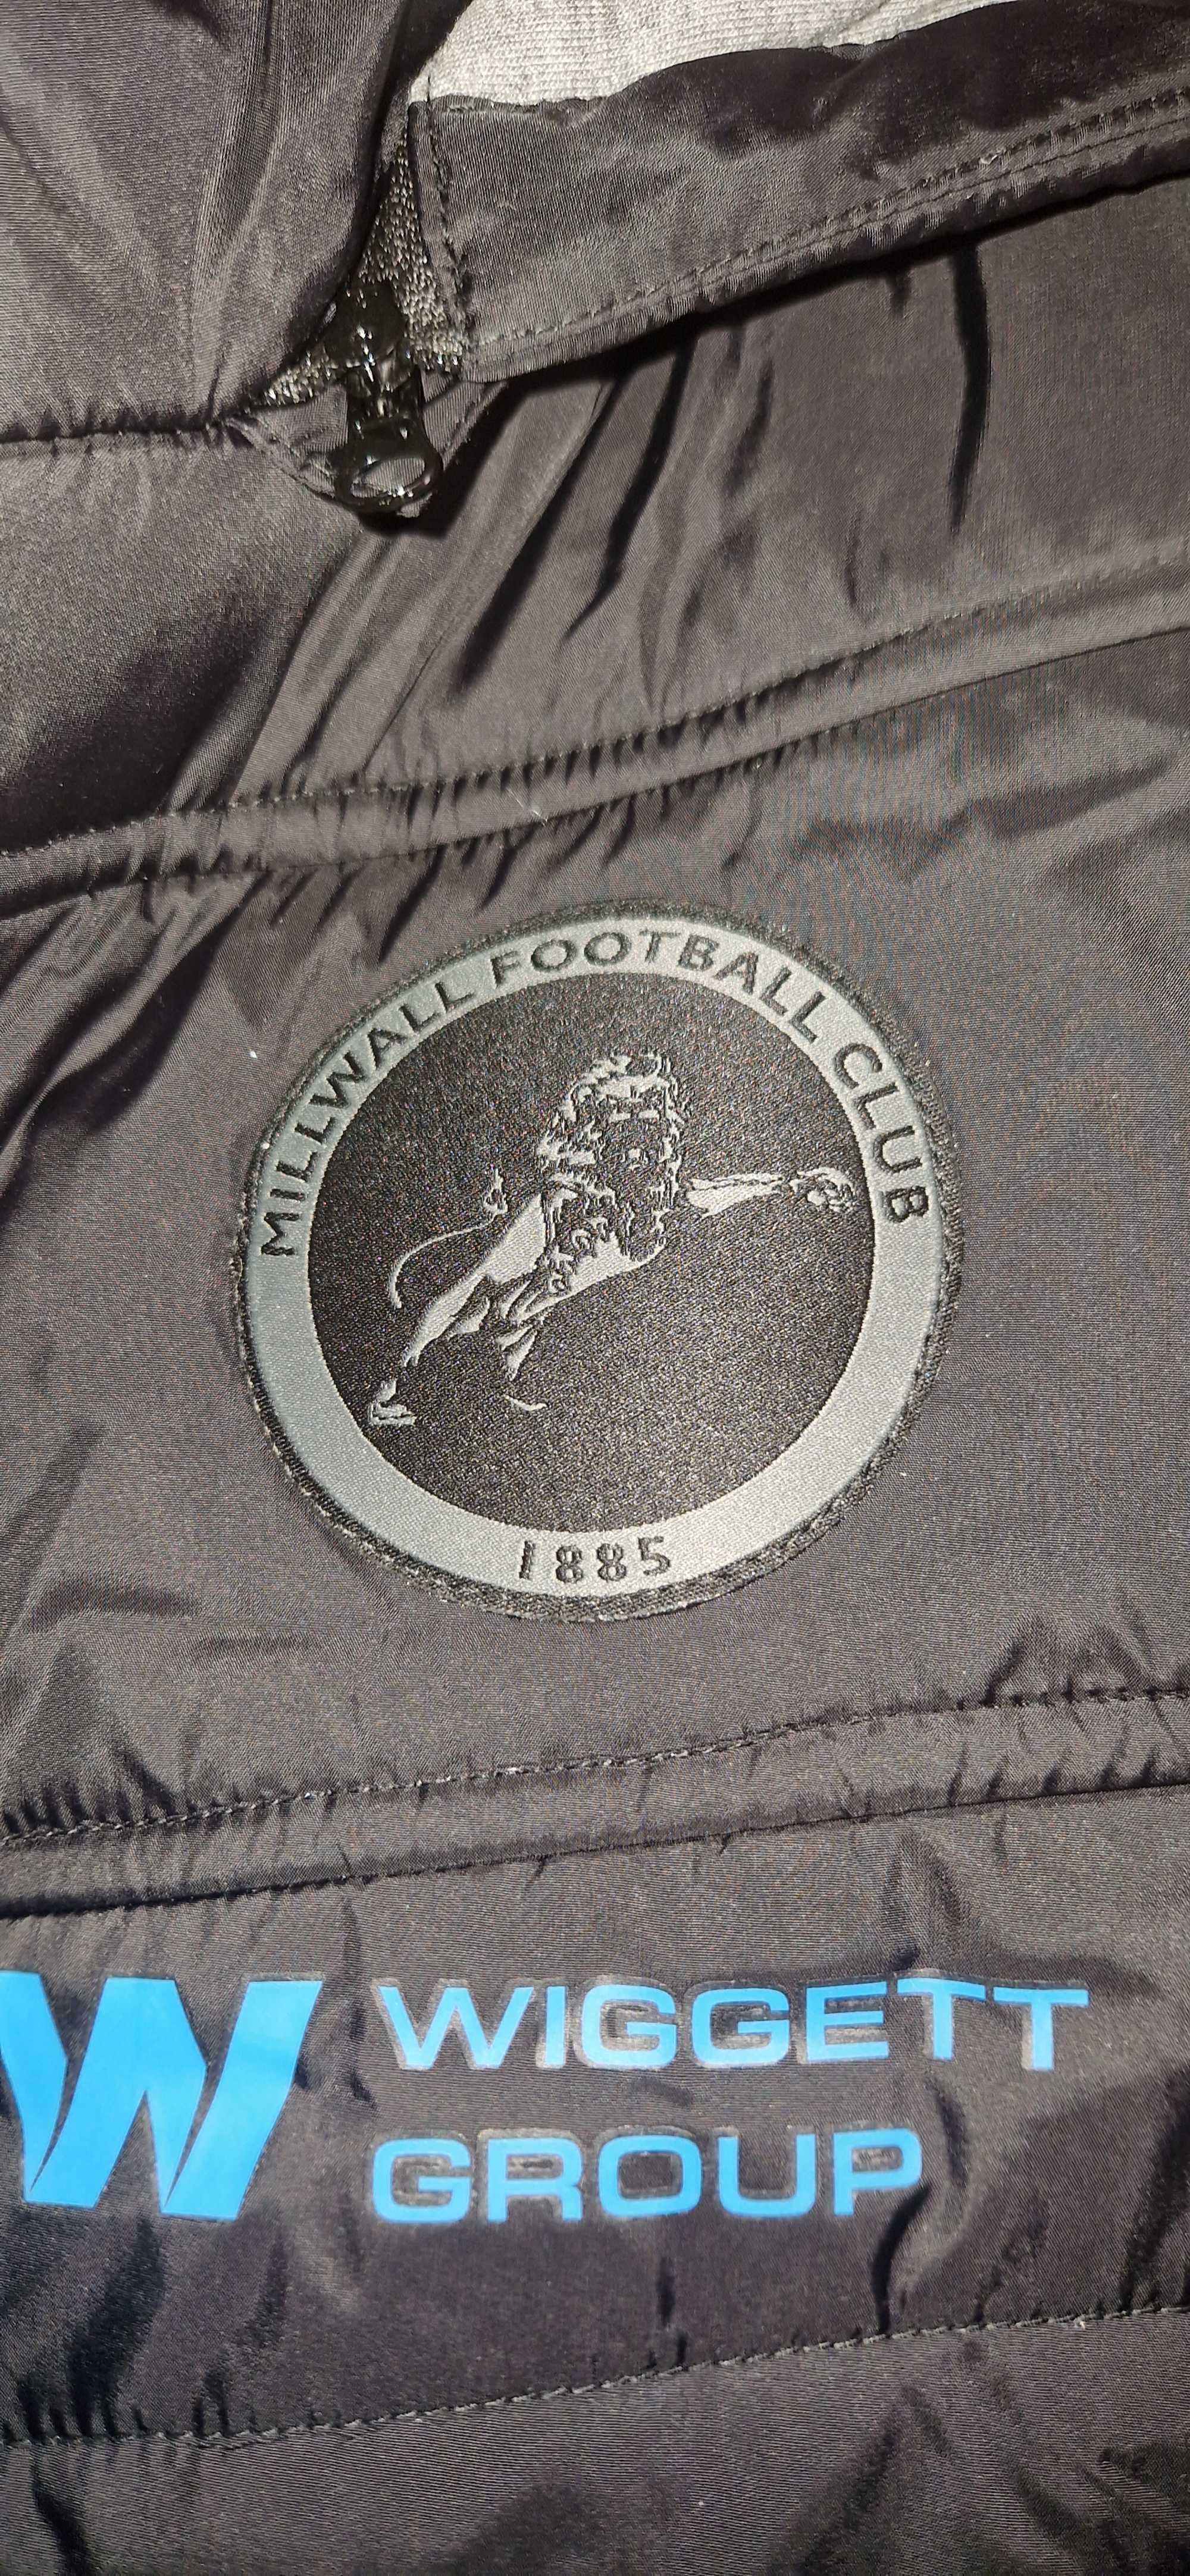 MILLWALL FOOTBALL CLUB
1885
W WIGGETT
GROUP